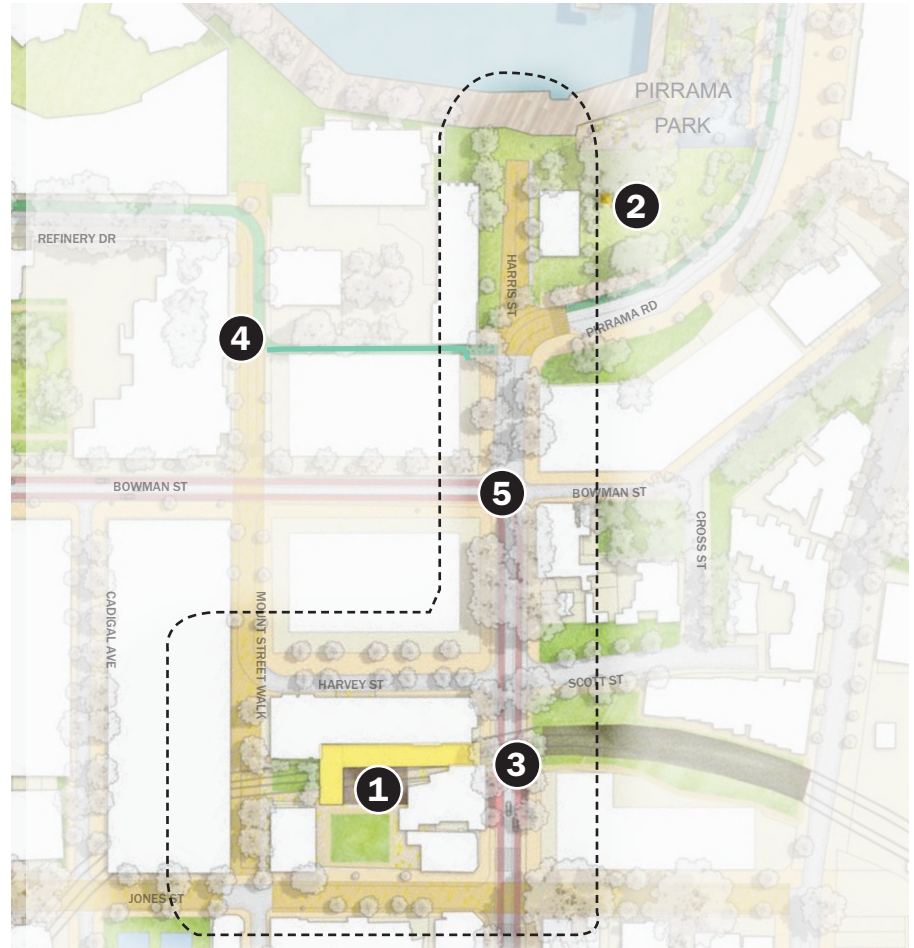 PIRRAMA
PARK
2
REFINERY DR
HARRIS ST
PIRRAMA RD
4
BOWMAN ST
5
BOWMAN ST
CROSS ST
CADIGAL AVE
MOUNT STREET WALK
HARVEY ST
SCOTT ST
3
1
JONES ST